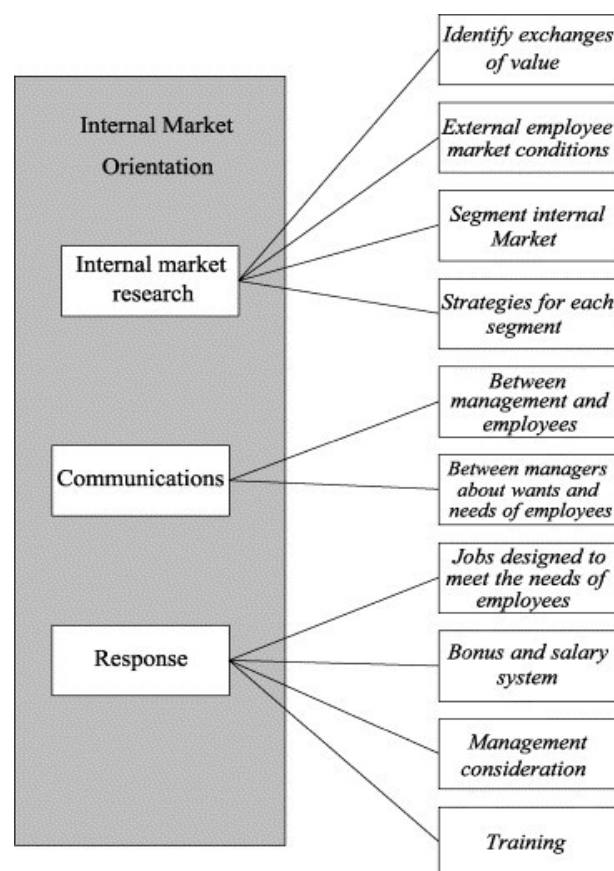 Internal Market
Orientation
Internal market
research
Identify exchanges
of value
External employee
market conditions
Segment internal
Market
Strategies for each
segment
Communications
Between
management and
employees
Between managers
about wants and
needs of employees
Response
Jobs designed to
meet the needs of
employees
Bonus and salary
system
Management
consideration
Training